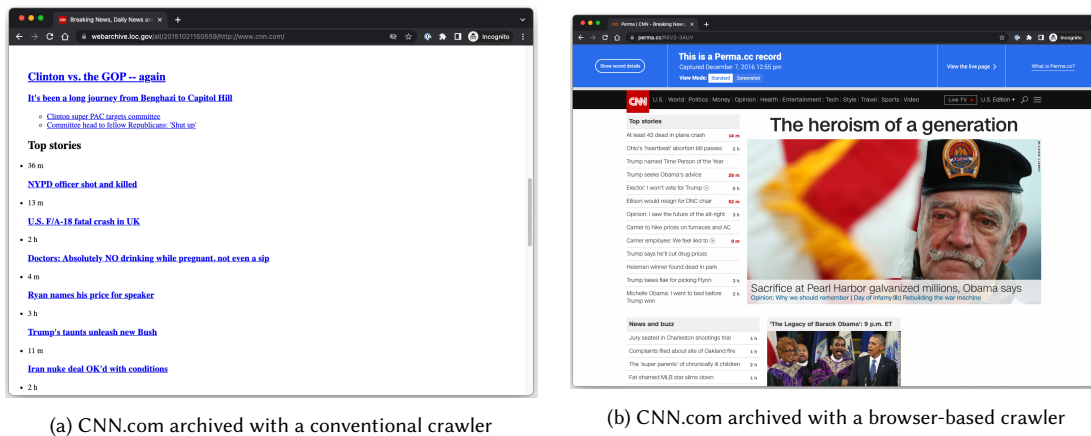 Breaking News, Daily News an
webarchive.loc.gov/all/20151021150559/http://www.cnn.com/
Incognito
Clinton vs. the GOP -- again
It's been a long journey from Benghazi to Capitol Hill
Clinton super PAC targets committee
Committee head to fellow Republicans: 'Shut up'
Top stories
36 m
NYPD officer shot and killed
13 m
U.S. F/A-18 fatal crash in UK
2 h
Doctors: Absolutely NO drinking while pregnant, not even a sip
4 m
Ryan names his price for speaker
3 h
Trump's taunts unleash new Bush
11 m
Iran nuke deal OK'd with conditions
2 h
(a) CNN.com archived with a conventional crawler
Perma | CNN - Breaking News,
perma.cc/R5V2-34UV
Incognito
Show record details
This is a Perma.cc record
Captured December 7, 2016 12:55 pm
View Mode: Standard Screenshot
View the live page
What is Perma.cc?
CNN U.S. World Politics Money Opinion Health Entertainment Tech Style Travel Sports Video Live TV U.S. Edition +
Top stories
At least 43 dead in plane crash 14 m
Ohio's 'heartbeat' abortion bill passes 2 h
Trump named Time Person of the Year
Trump seeks Obama's advice 28 m
Elector: I won't vote for Trump 5 h
Ellison would resign for DNC chair 52 m
Opinion: I saw the future of the alt-right 3 h
Carrier to hike prices on furnaces and AC
Carrier employee: We feel lied to 9 m
Trump says he'll cut drug prices
Heisman winner found dead in park
Trump takes flak for picking Flynn 3 h
Michelle Obama: I went to bed before 2 h
Trump won
The heroism of a generation
Sacrifice at Pearl Harbor galvanized millions, Obama says
Opinion: Why we should remember | Day of infamy | Rebuilding the war machine
News and buzz
Jury seated in Charleston shootings trial 1 h
Complaints filed about site of Oakland fire 1 h
The 'super parents' of chronically ill children 2 h
Fat-shamed MLB star slims down 1 h
'The Legacy of Barack Obama': 9 p.m. ET
(b) CNN.com archived with a browser-based crawler